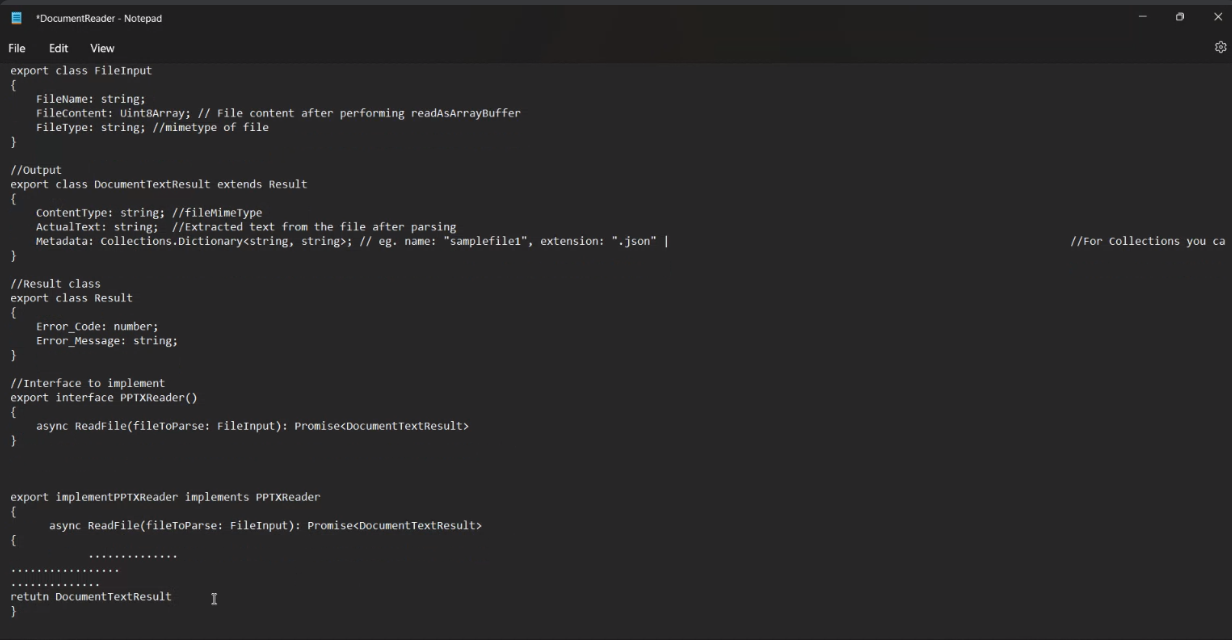 *DocumentReader - Notepad
File Edit View
export class FileInput
{
FileName: string;
FileContent: Uint8Array; // File content after performing readAsArrayBuffer
FileType: string; //mimetype of file
}
//Output
export class DocumentTextResult extends Result
{
ContentType: string; //fileMimeType
ActualText: string; //Extracted text from the file after parsing
Metadata: Collections.Dictionary<string, string>; // eg. name: "samplefile1", extension: ".json" //For Collections you ca
}
//Result class
export class Result
{
Error_Code: number;
Error_Message: string;
}
//Interface to implement
export interface PPTXReader()
{
async ReadFile(fileToParse: FileInput): Promise<DocumentTextResult>
}
export implementPPTXReader implements PPTXReader
{
async ReadFile(fileToParse: FileInput): Promise<DocumentTextResult>
{
..............
.................
..............
retutn DocumentTextResult
}